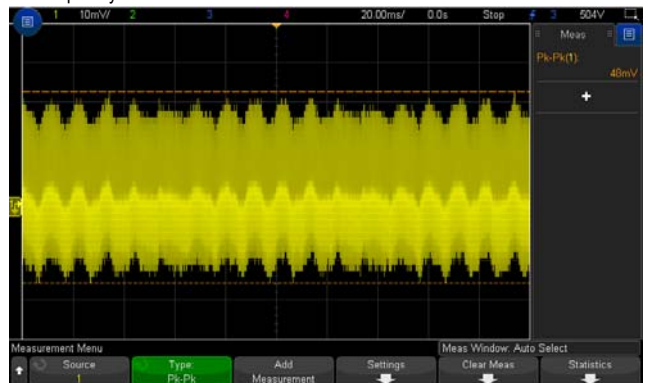 1 10mV/ 2 3 4 20.00ms/ 0.0s Stop 3 504V
Meas
Pk-Pk(1):
48mV
Measurement Menu Meas Window: Auto Select
Source Type: Add Settings Clear Meas Statistics
1 Pk-Pk Measurement